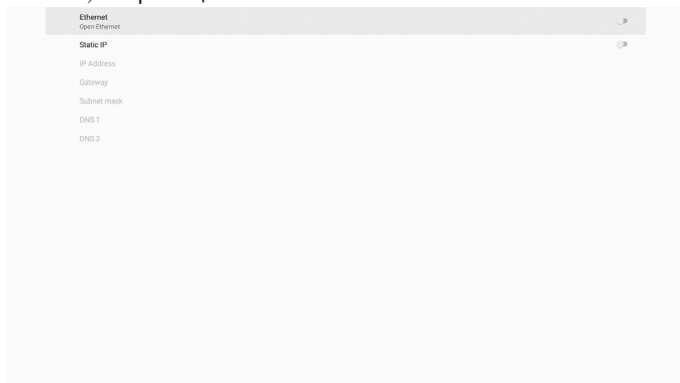 Ethernet
Open Ethernet
Static IP
IP Address
Gateway
Subnet mask
DNS 1
DNS 2